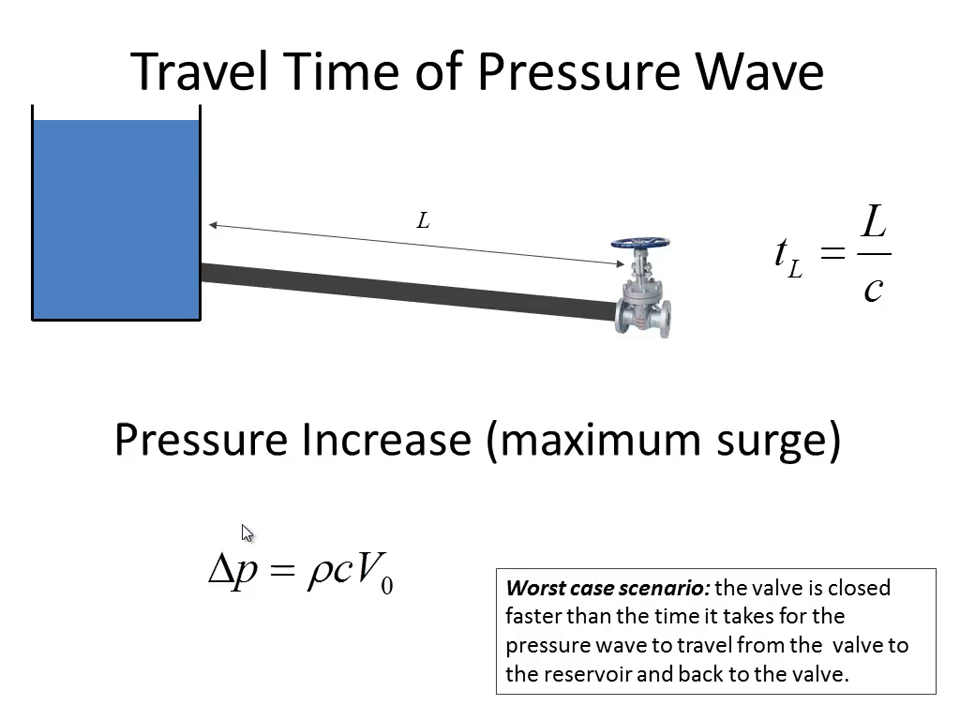 Travel Time of Pressure Wave
L
t_L = L/c
Pressure Increase (maximum surge)
Δp = ρcV₀
Worst case scenario: the valve is closed
faster than the time it takes for the
pressure wave to travel from the valve to
the reservoir and back to the valve.